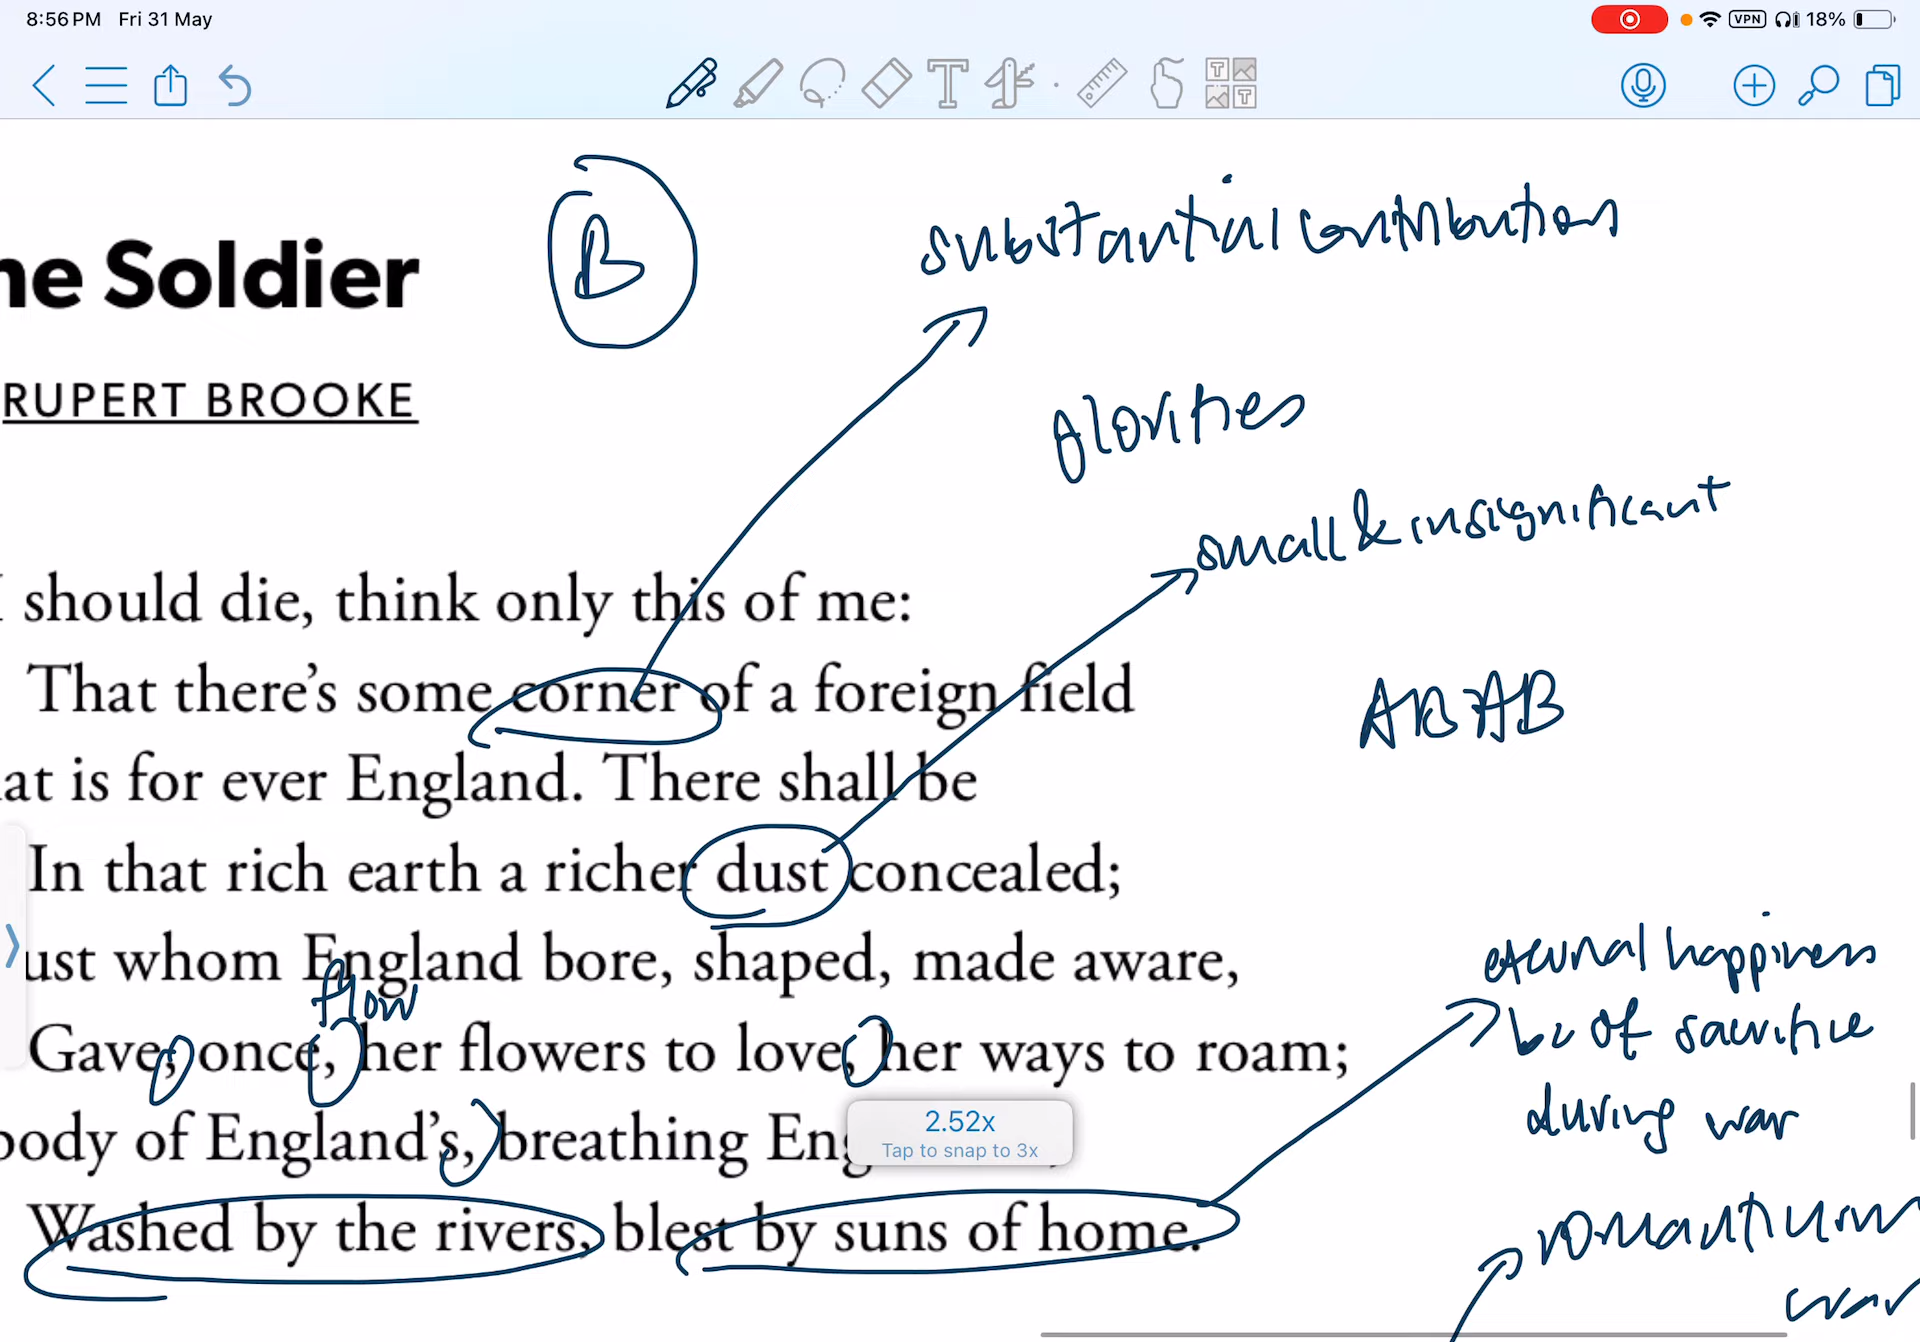 8:56 PM Fri 31 May
VPN 18%
B
substantial contributions
he Soldier
RUPERT BROOKE
glorifies
small & insignificant
I should die, think only this of me:
That there's some corner of a foreign field
ABAB
at is for ever England. There shall be
In that rich earth a richer dust concealed;
ust whom England bore, shaped, made aware,
flow
eternal happiness
bc of sacrifice
during war
Gave, once, her flowers to love, her ways to roam;
body of England's, breathing Eng
2.52x
Tap to snap to 3x
Washed by the rivers, blest by suns of home.
romanticism
war